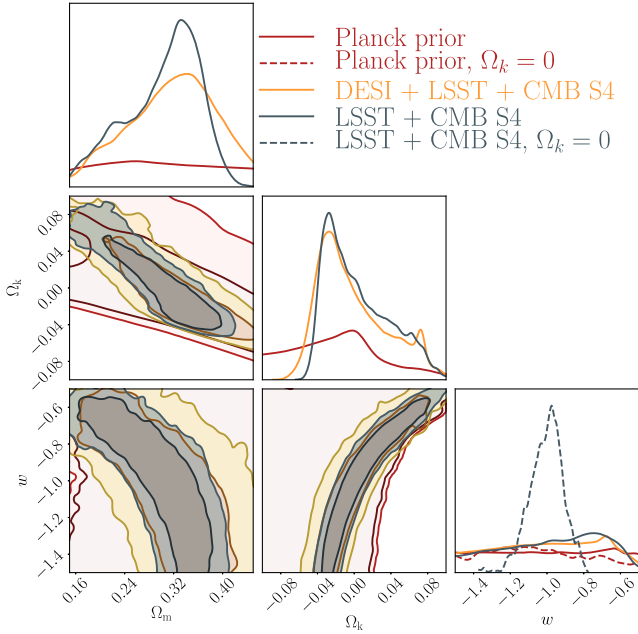 Planck prior
Planck prior, Ωk = 0
DESI + LSST + CMB S4
LSST + CMB S4
LSST + CMB S4, Ωk = 0
0.08
0.04
0.00
−0.04
−0.08
Ωk
−0.6
−0.8
−1.0
−1.2
−1.4
w
0.16
0.24
0.32
0.40
Ωm
−0.08
−0.04
0.00
0.04
0.08
Ωk
−1.4
−1.2
−1.0
−0.8
−0.6
w